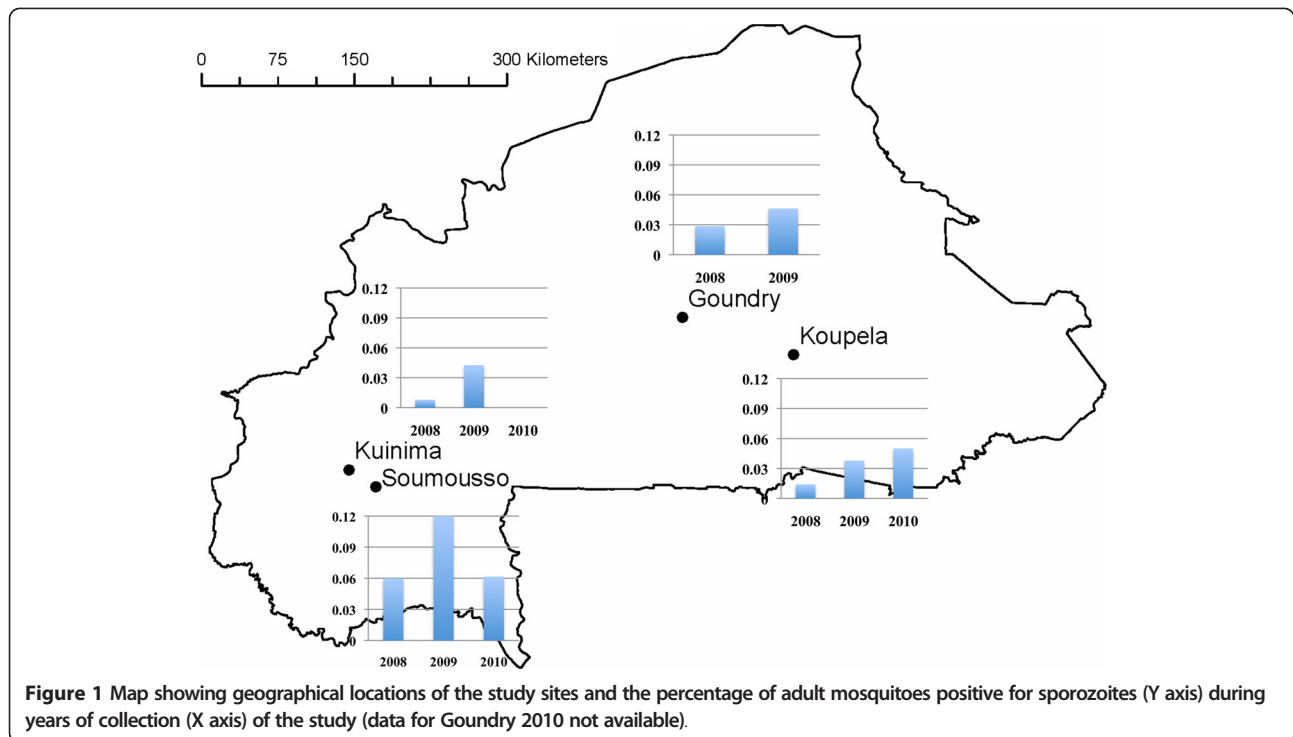 0 75 150 300 Kilometers
0.12
0.09
0.06
0.03
0
2008 2009
Goundry
Koupela
0.12
0.09
0.06
0.03
0
2008 2009 2010
Kuinima
Soumousso
0.12
0.09
0.06
0.03
0
2008 2009 2010
0.12
0.09
0.06
0.03
0
2008 2009 2010
Figure 1 Map showing geographical locations of the study sites and the percentage of adult mosquitoes positive for sporozoites (Y axis) during
years of collection (X axis) of the study (data for Goundry 2010 not available).